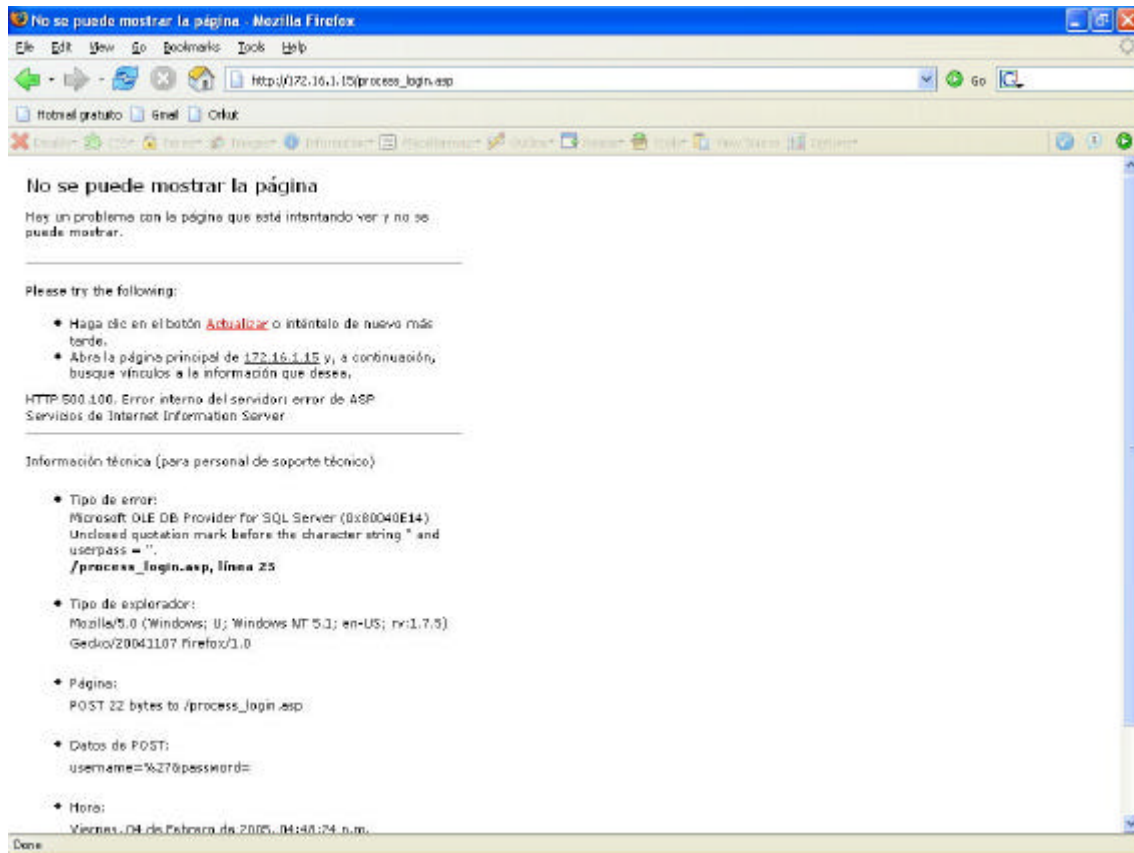 No se puede mostrar la página - Mozilla Firefox
File Edit View Go Bookmarks Tools Help
http://172.16.1.15/process_login.asp
Go
Hotmail gratuito Gmail Orkut
No se puede mostrar la página
Hay un problema con la página que está intentando ver y no se
puede mostrar.
Please try the following:
Haga clic en el botón Actualizar o inténtelo de nuevo más
tarde.
Abra la página principal de 172.16.1.15 y, a continuación,
busque vínculos a la información que desea.
HTTP 500.100. Error interno del servidor: error de ASP
Servicios de Internet Information Server
Información técnica (para personal de soporte técnico)
Tipo de error:
Microsoft OLE DB Provider for SQL Server (0x80040E14)
Unclosed quotation mark before the character string '' and
userpass = ''.
/process_login.asp, línea 25
Tipo de explorador:
Mozilla/5.0 (Windows; U; Windows NT 5.1; en-US; rv:1.7.5)
Gecko/20041107 Firefox/1.0
Página:
POST 22 bytes to /process_login.asp
Datos de POST:
username=%27&password=
Hora:
Viernes, 04 de Febrero de 2005, 04:48:24 p.m.
Done